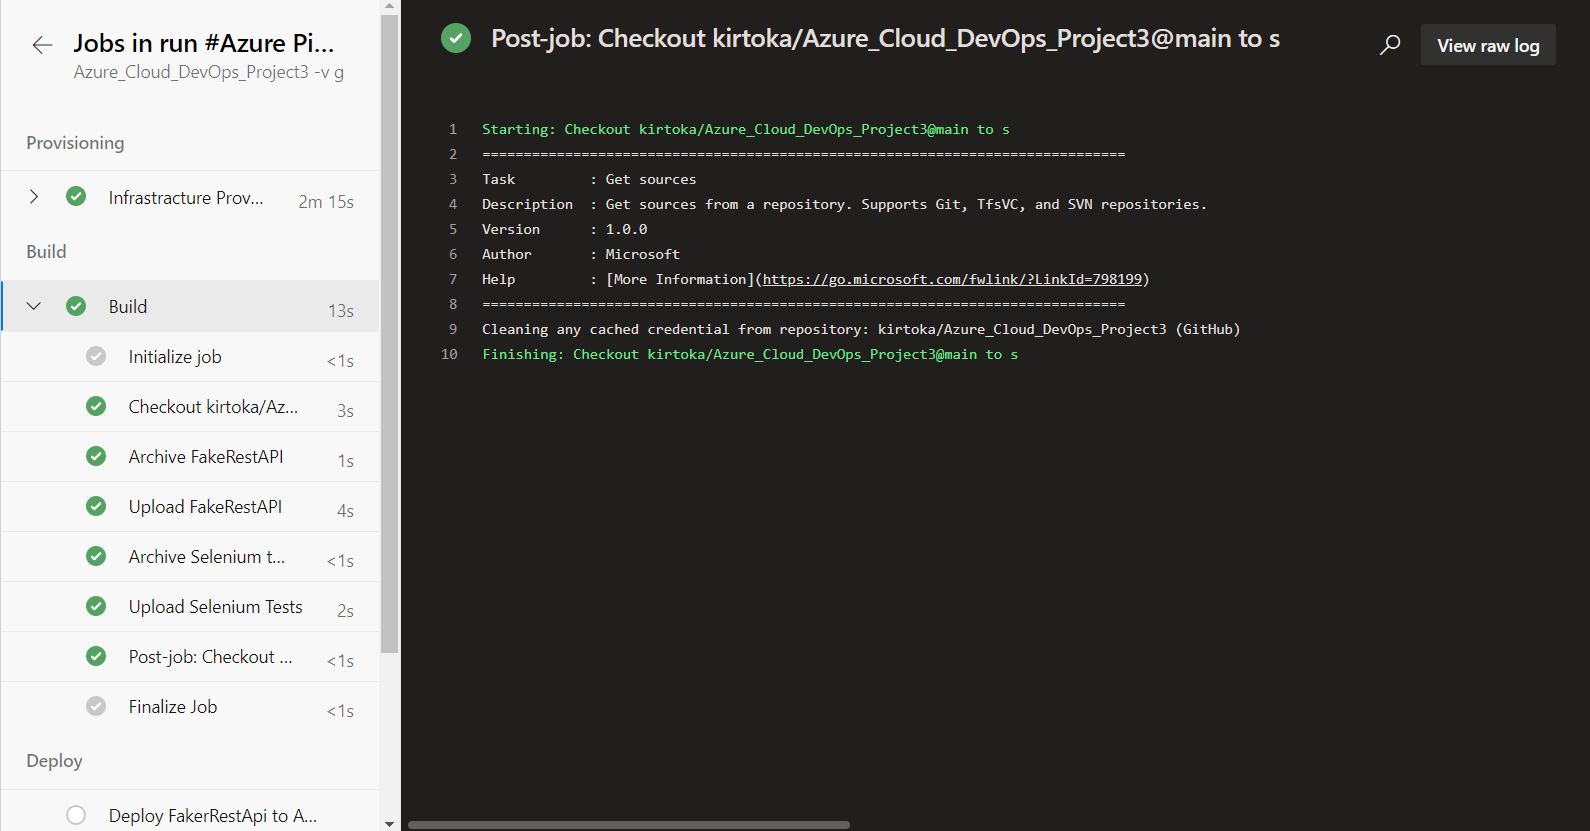 Jobs in run #Azure Pi...
Azure_Cloud_DevOps_Project3 -v g
Provisioning
Infrastracture Prov... 2m 15s
Build
Build 13s
Initialize job <1s
Checkout kirtoka/Az... 3s
Archive FakeRestAPI 1s
Upload FakeRestAPI 4s
Archive Selenium t... <1s
Upload Selenium Tests 2s
Post-job: Checkout ... <1s
Finalize Job <1s
Deploy
Deploy FakerRestApi to A...
Post-job: Checkout kirtoka/Azure_Cloud_DevOps_Project3@main to s
View raw log
1 Starting: Checkout kirtoka/Azure_Cloud_DevOps_Project3@main to s
2 ==============================================================================
3 Task         : Get sources
4 Description  : Get sources from a repository. Supports Git, TfsVC, and SVN repositories.
5 Version      : 1.0.0
6 Author       : Microsoft
7 Help         : [More Information](https://go.microsoft.com/fwlink/?LinkId=798199)
8 ==============================================================================
9 Cleaning any cached credential from repository: kirtoka/Azure_Cloud_DevOps_Project3 (GitHub)
10 Finishing: Checkout kirtoka/Azure_Cloud_DevOps_Project3@main to s